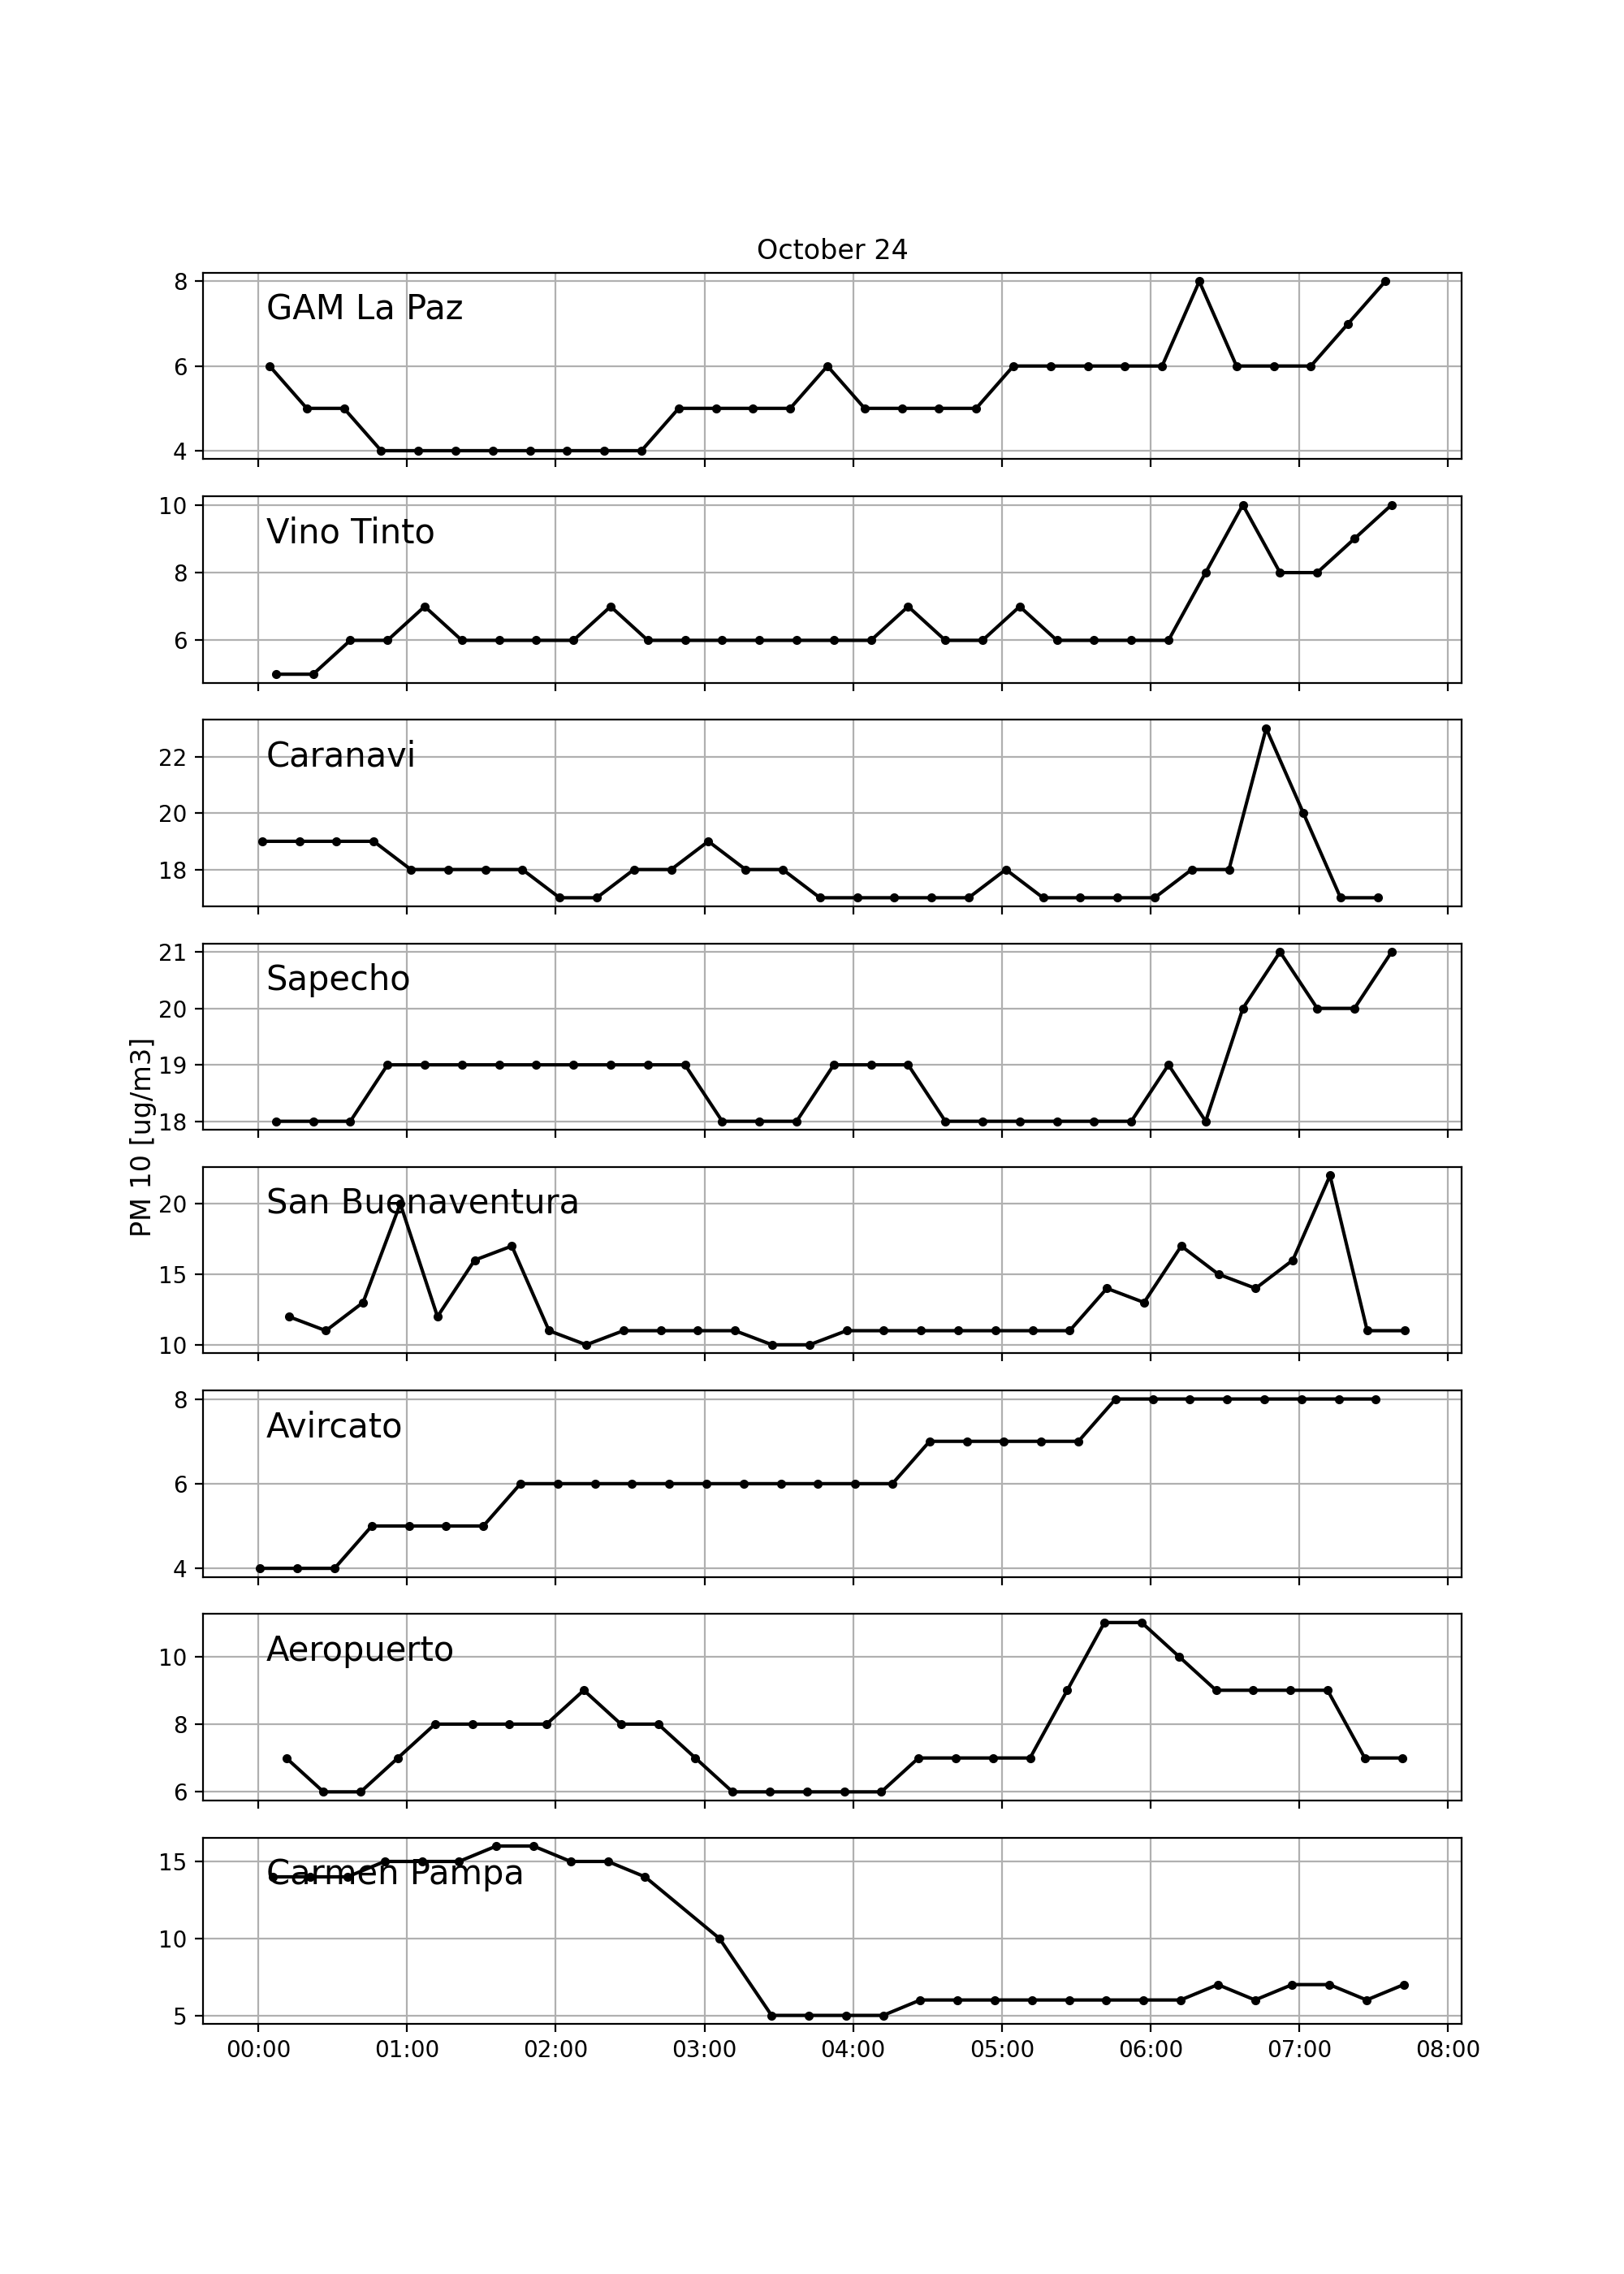 October 24
8
GAM La Paz
6
4
10
Vino Tinto
8
6
22
Caranavi
20
18
21
Sapecho
20
19
18
PM 10 [ug/m3]
20
San Buenaventura
15
10
8
Avircato
6
4
10
Aeropuerto
8
6
15
Carmen Pampa
10
5
00:00 01:00 02:00 03:00 04:00 05:00 06:00 07:00 08:00